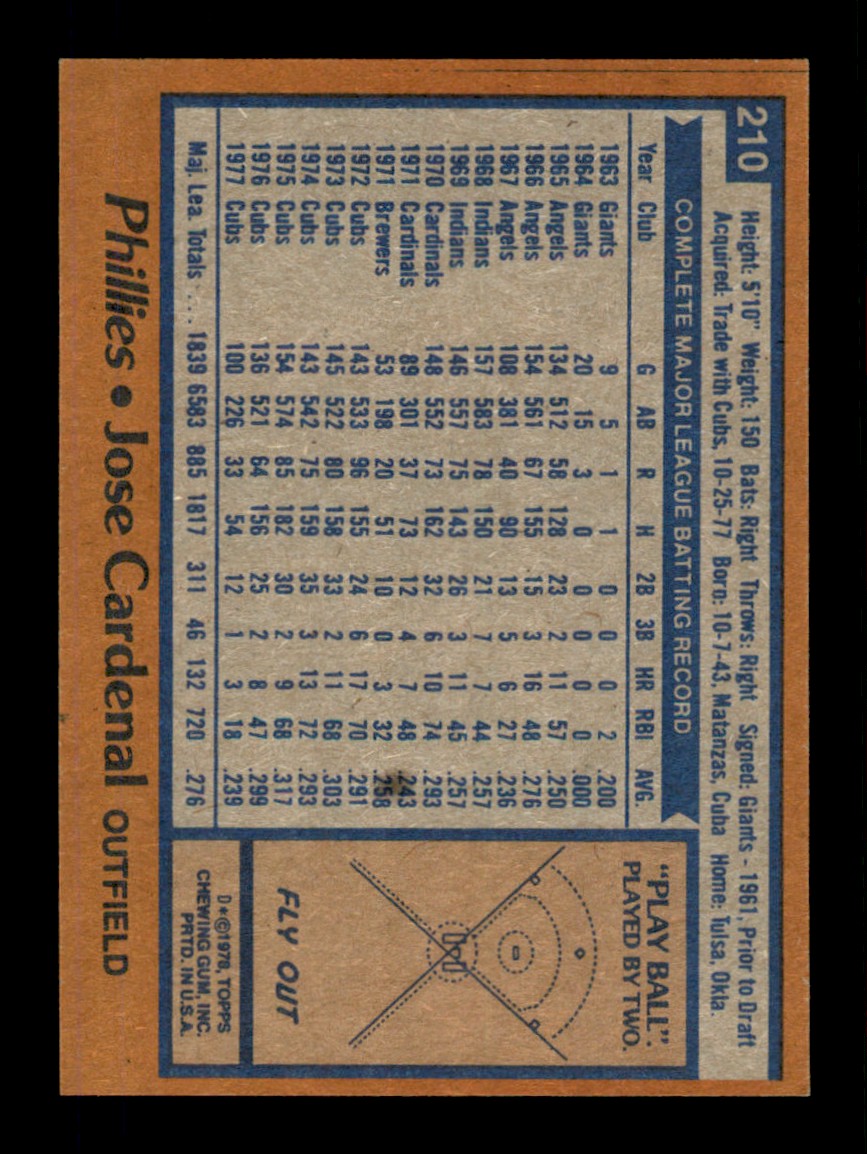 210
Height: 5'10" Weight: 150 Bats: Right Throws: Right Signed: Giants - 1961, Prior to Draft
Acquired: Trade with Cubs, 10-25-77 Born: 10-7-43, Matanzas, Cuba Home: Tulsa, Okla.
COMPLETE MAJOR LEAGUE BATTING RECORD
Year Club G AB R H 2B 3B HR RBI AVG.
1963 Giants 9 5 1 1 0 0 0 2 .200
1964 Giants 20 15 3 0 0 0 0 0 .000
1965 Angels 134 512 58 128 23 2 11 57 .250
1966 Angels 154 561 67 155 15 3 16 48 .276
1967 Angels 108 381 40 90 13 5 6 27 .236
1968 Indians 157 583 78 150 21 7 7 44 .257
1969 Indians 146 557 75 143 26 3 11 45 .257
1970 Cardinals 148 552 73 162 32 6 10 74 .293
1971 Cardinals 89 301 37 73 12 4 7 48 .243
1971 Brewers 53 198 20 51 10 0 3 32 .258
1972 Cubs 143 533 96 155 24 6 17 70 .291
1973 Cubs 145 522 80 158 33 2 11 68 .303
1974 Cubs 143 542 75 159 35 3 13 72 .293
1975 Cubs 154 574 85 182 30 2 9 68 .317
1976 Cubs 136 521 64 156 25 2 8 47 .299
1977 Cubs 100 226 33 54 12 1 3 18 .239
Maj. Lea. Totals ... 1839 6583 885 1817 311 46 132 720 .276
"PLAY BALL".
PLAYED BY TWO.
FLY OUT
D*©1978, TOPPS
CHEWING GUM, INC.
PRTD. IN U.S.A.
Phillies • Jose Cardenal OUTFIELD